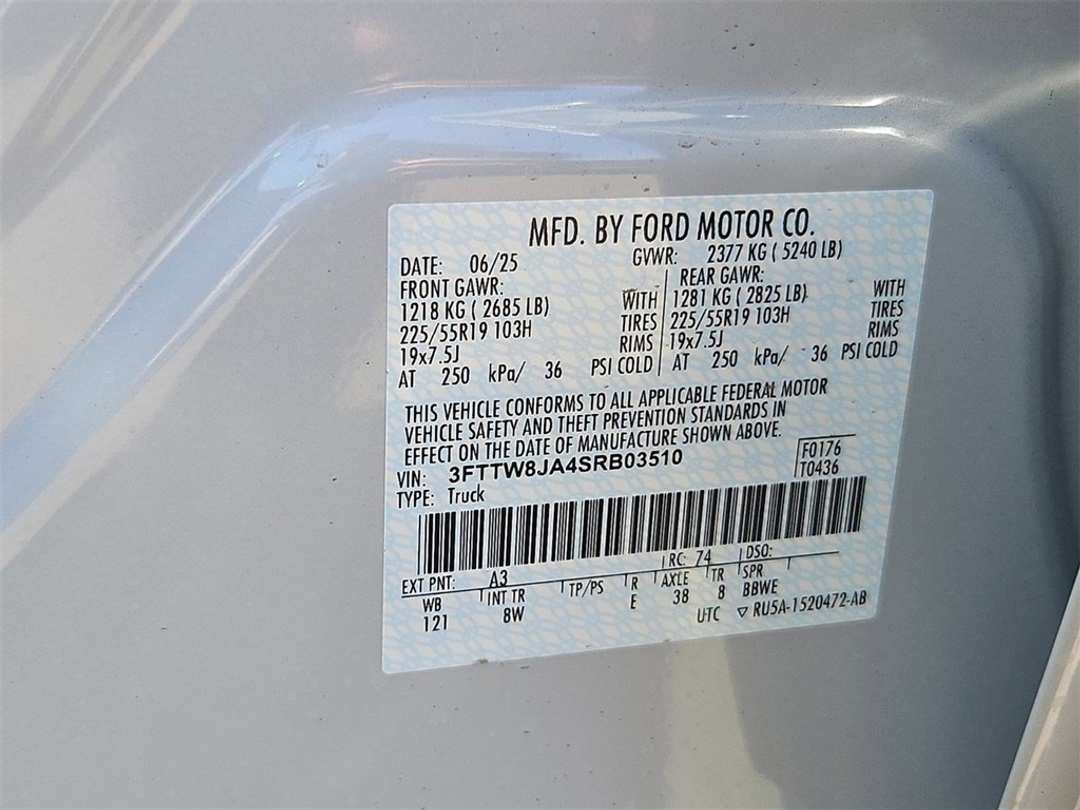 MFD. BY FORD MOTOR CO.
DATE: 06/25 GVWR: 2377 KG ( 5240 LB)
FRONT GAWR: REAR GAWR:
1218 KG ( 2685 LB) WITH 1281 KG ( 2825 LB) WITH
225/55R19 103H TIRES 225/55R19 103H TIRES
19x7.5J RIMS 19x7.5J RIMS
AT 250 kPa/ 36 PSI COLD AT 250 kPa/ 36 PSI COLD
THIS VEHICLE CONFORMS TO ALL APPLICABLE FEDERAL MOTOR
VEHICLE SAFETY AND THEFT PREVENTION STANDARDS IN
EFFECT ON THE DATE OF MANUFACTURE SHOWN ABOVE.
VIN: 3FTTW8JA4SRB03510 F0176
TYPE: Truck T0436
EXT PNT: A3 RC: 74 DSO:
WB INT TR TP/PS R AXLE TR SPR
121 8W E 38 8 BBWE
UTC ▽ RU5A-1520472-AB